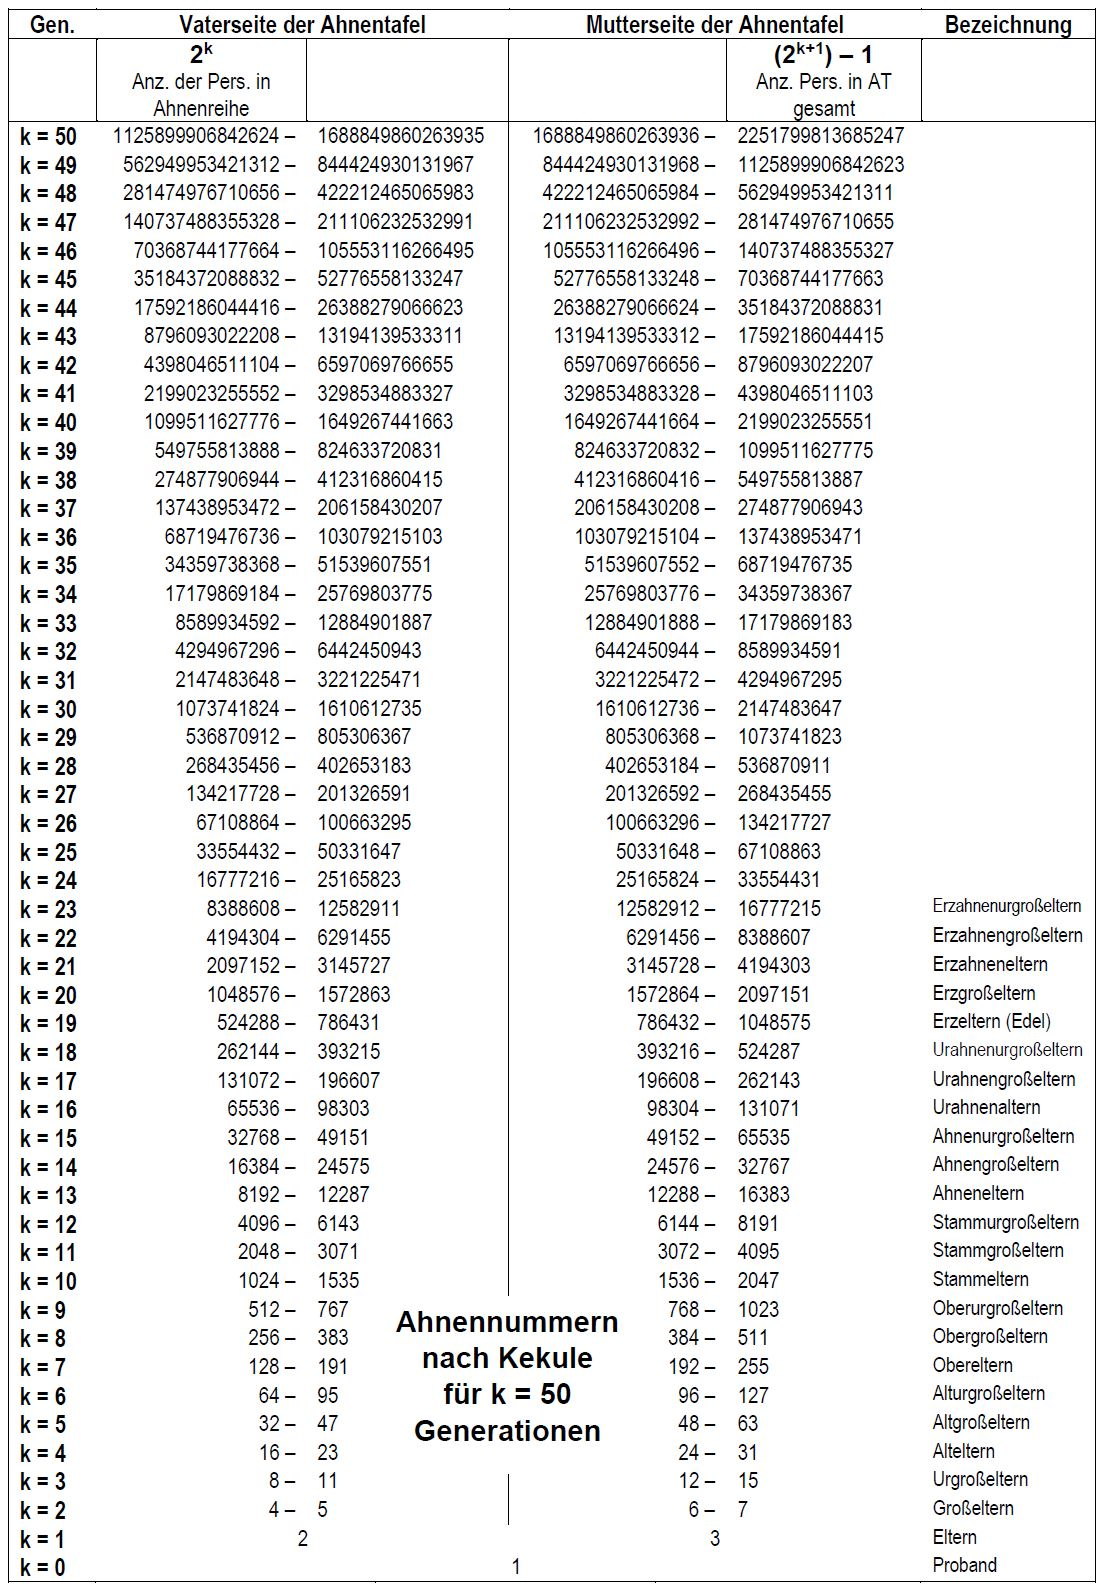 Gen. Vaterseite der Ahnentafel Mutterseite der Ahnentafel Bezeichnung
2k (2k+1) – 1
Anz. der Pers. in Anz. Pers. in AT
Ahnenreihe gesamt
k = 50 1125899906842624 – 1688849860263935 1688849860263936 – 2251799813685247
k = 49 562949953421312 – 844424930131967 844424930131968 – 1125899906842623
k = 48 281474976710656 – 422212465065983 422212465065984 – 562949953421311
k = 47 140737488355328 – 211106232532991 211106232532992 – 281474976710655
k = 46 70368744177664 – 105553116266495 105553116266496 – 140737488355327
k = 45 35184372088832 – 52776558133247 52776558133248 – 70368744177663
k = 44 17592186044416 – 26388279066623 26388279066624 – 35184372088831
k = 43 8796093022208 – 13194139533311 13194139533312 – 17592186044415
k = 42 4398046511104 – 6597069766655 6597069766656 – 8796093022207
k = 41 2199023255552 – 3298534883327 3298534883328 – 4398046511103
k = 40 1099511627776 – 1649267441663 1649267441664 – 2199023255551
k = 39 549755813888 – 824633720831 824633720832 – 1099511627775
k = 38 274877906944 – 412316860415 412316860416 – 549755813887
k = 37 137438953472 – 206158430207 206158430208 – 274877906943
k = 36 68719476736 – 103079215103 103079215104 – 137438953471
k = 35 34359738368 – 51539607551 51539607552 – 68719476735
k = 34 17179869184 – 25769803775 25769803776 – 34359738367
k = 33 8589934592 – 12884901887 12884901888 – 17179869183
k = 32 4294967296 – 6442450943 6442450944 – 8589934591
k = 31 2147483648 – 3221225471 3221225472 – 4294967295
k = 30 1073741824 – 1610612735 1610612736 – 2147483647
k = 29 536870912 – 805306367 805306368 – 1073741823
k = 28 268435456 – 402653183 402653184 – 536870911
k = 27 134217728 – 201326591 201326592 – 268435455
k = 26 67108864 – 100663295 100663296 – 134217727
k = 25 33554432 – 50331647 50331648 – 67108863
k = 24 16777216 – 25165823 25165824 – 33554431
k = 23 8388608 – 12582911 12582912 – 16777215 Erzahnenurgroßeltern
k = 22 4194304 – 6291455 6291456 – 8388607 Erzahnengroßeltern
k = 21 2097152 – 3145727 3145728 – 4194303 Erzahneneltern
k = 20 1048576 – 1572863 1572864 – 2097151 Erzgroßeltern
k = 19 524288 – 786431 786432 – 1048575 Erzeltern (Edel)
k = 18 262144 – 393215 393216 – 524287 Urahnenurgroßeltern
k = 17 131072 – 196607 196608 – 262143 Urahnengroßeltern
k = 16 65536 – 98303 98304 – 131071 Urahnenaltern
k = 15 32768 – 49151 49152 – 65535 Ahnenurgroßeltern
k = 14 16384 – 24575 24576 – 32767 Ahnengroßeltern
k = 13 8192 – 12287 12288 – 16383 Ahneneltern
k = 12 4096 – 6143 6144 – 8191 Stammurgroßeltern
k = 11 2048 – 3071 3072 – 4095 Stammgroßeltern
k = 10 1024 – 1535 1536 – 2047 Stammeltern
k = 9 512 – 767 768 – 1023 Oberurgroßeltern
k = 8 256 – 383 384 – 511 Obergroßeltern
k = 7 128 – 191 192 – 255 Obereltern
k = 6 64 – 95 96 – 127 Alturgroßeltern
k = 5 32 – 47 48 – 63 Altgroßeltern
k = 4 16 – 23 24 – 31 Alteltern
k = 3 8 – 11 12 – 15 Urgroßeltern
k = 2 4 – 5 6 – 7 Großeltern
k = 1 2 3 Eltern
k = 0 1 Proband
Ahnennummern
nach Kekule
für k = 50
Generationen